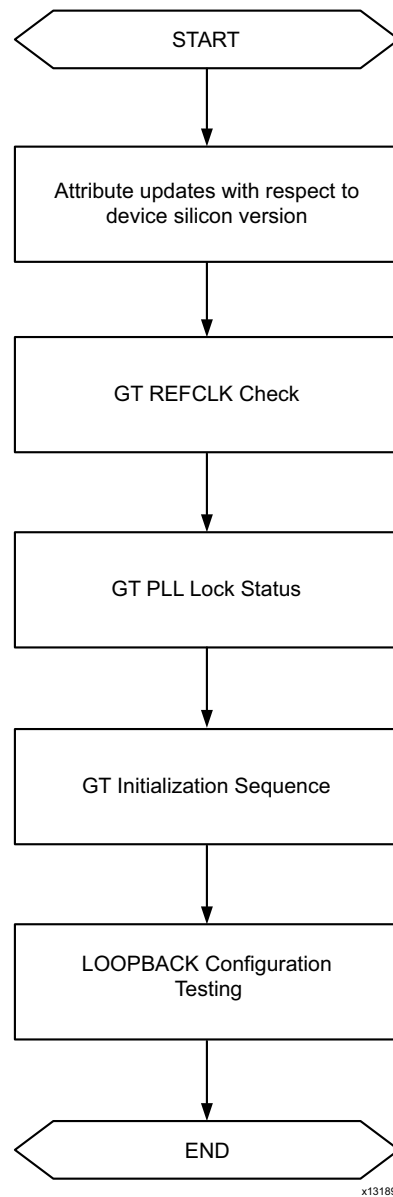 START
Attribute updates with respect to
device silicon version
GT REFCLK Check
GT PLL Lock Status
GT Initialization Sequence
LOOPBACK Configuration
Testing
END
x13189